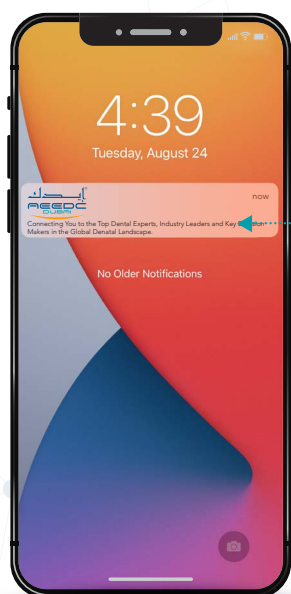 4:39
Tuesday, August 24
إيـدك
AEEDC
DUBAI
now
Connecting You to the Top Dental Experts, Industry Leaders and Key
Makers in the Global Denatal Landscape.
No Older Notifications